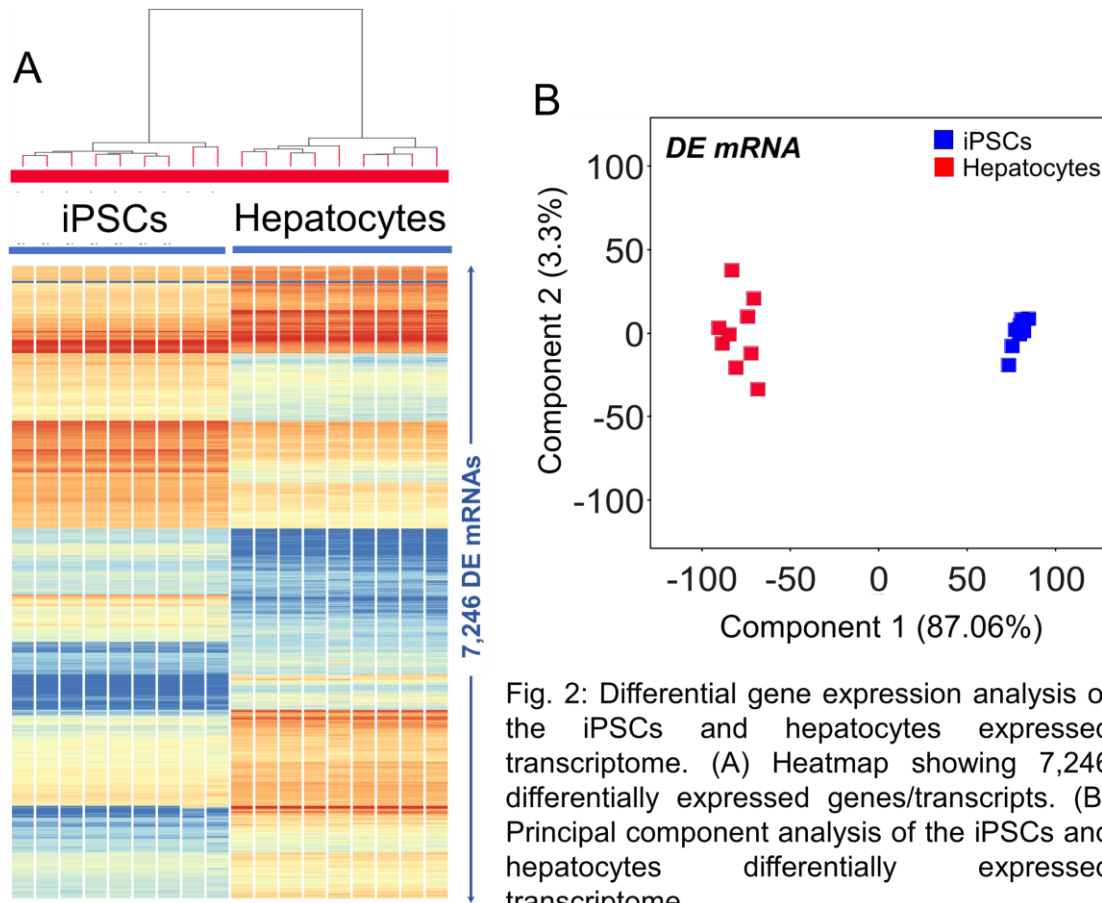 A
iPSCs
Hepatocytes
7,246 DE mRNAs
B
DE mRNA
iPSCs
Hepatocytes
100
50
0
-50
-100
Component 2 (3.3%)
-100 -50 0 50 100
Component 1 (87.06%)
Fig. 2: Differential gene expression analysis of
the iPSCs and hepatocytes expressed
transcriptome. (A) Heatmap showing 7,246
differentially expressed genes/transcripts. (B)
Principal component analysis of the iPSCs and
hepatocytes differentially expressed
transcriptome